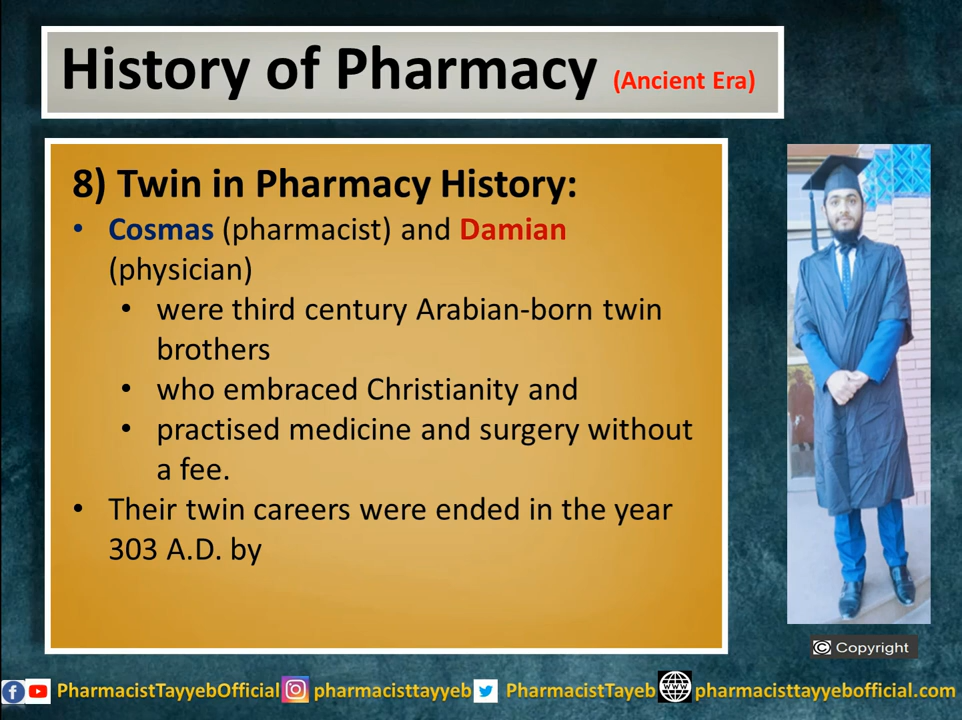 History of Pharmacy (Ancient Era)
8) Twin in Pharmacy History:
• Cosmas (pharmacist) and Damian
(physician)
• were third century Arabian-born twin
brothers
• who embraced Christianity and
• practised medicine and surgery without
a fee.
• Their twin careers were ended in the year
303 A.D. by
© Copyright
PharmacistTayyebOfficial pharmacisttayyeb PharmacistTayeb pharmacisttayyebofficial.com